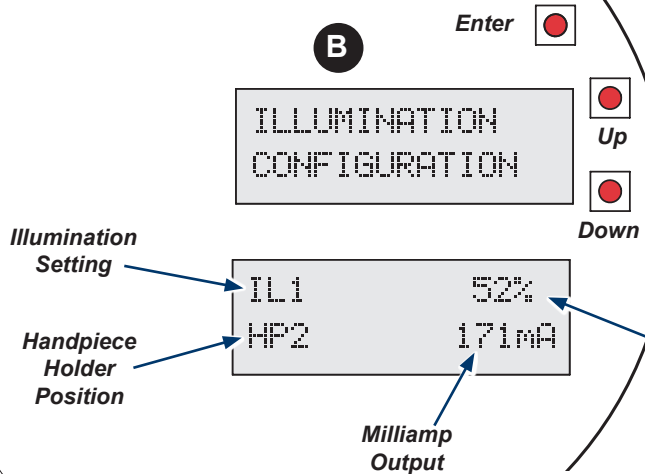 Enter
B
ILLUMINATION
CONFIGURATION
Up
Down
Illumination
Setting
IL1 52%
HP2 171mA
Handpiece
Holder
Position
Milliamp
Output